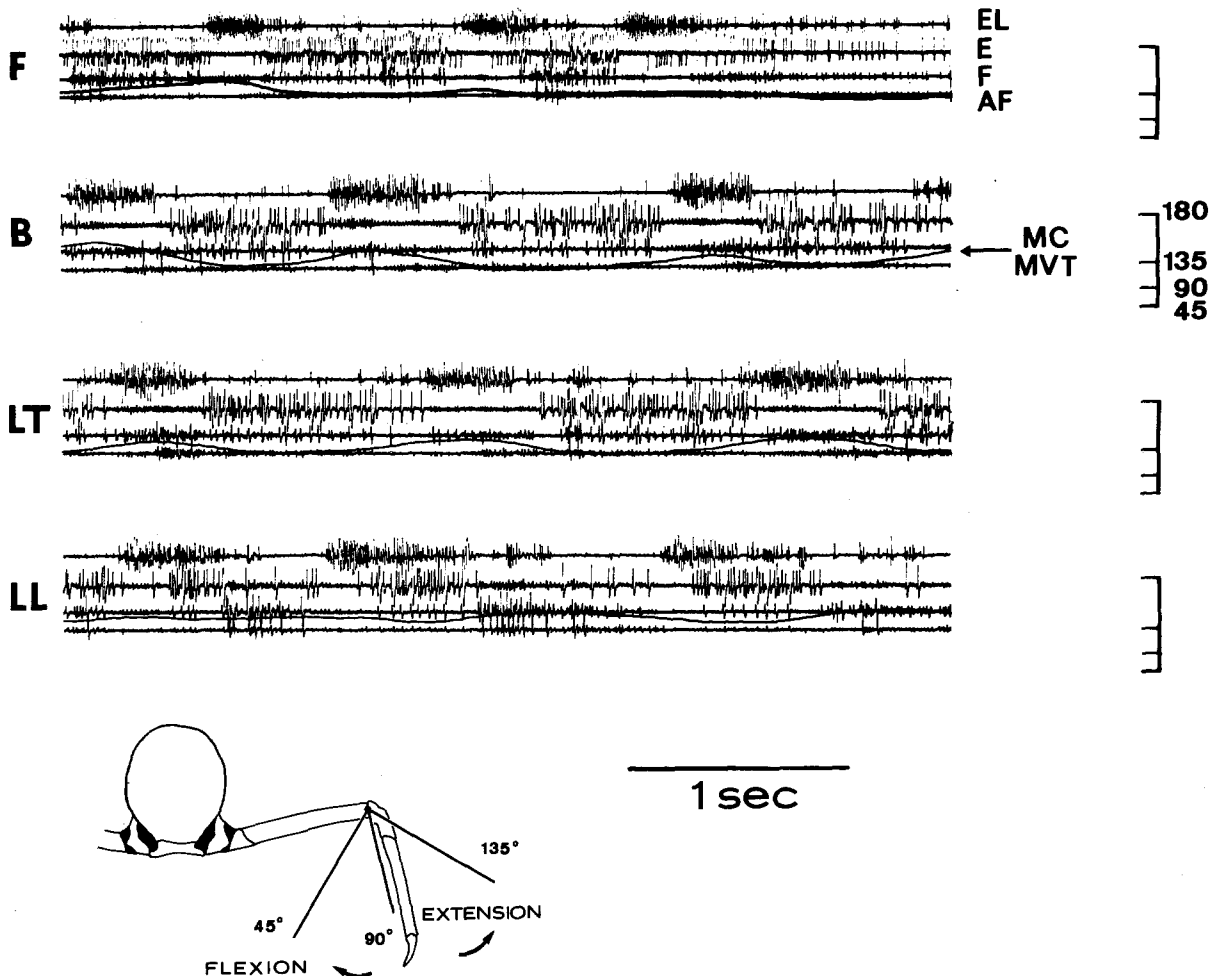 F
EL
E
F
AF
B
MC
MVT
180
135
90
45
LT
LL
1 sec
135°
45°
90°
EXTENSION
FLEXION